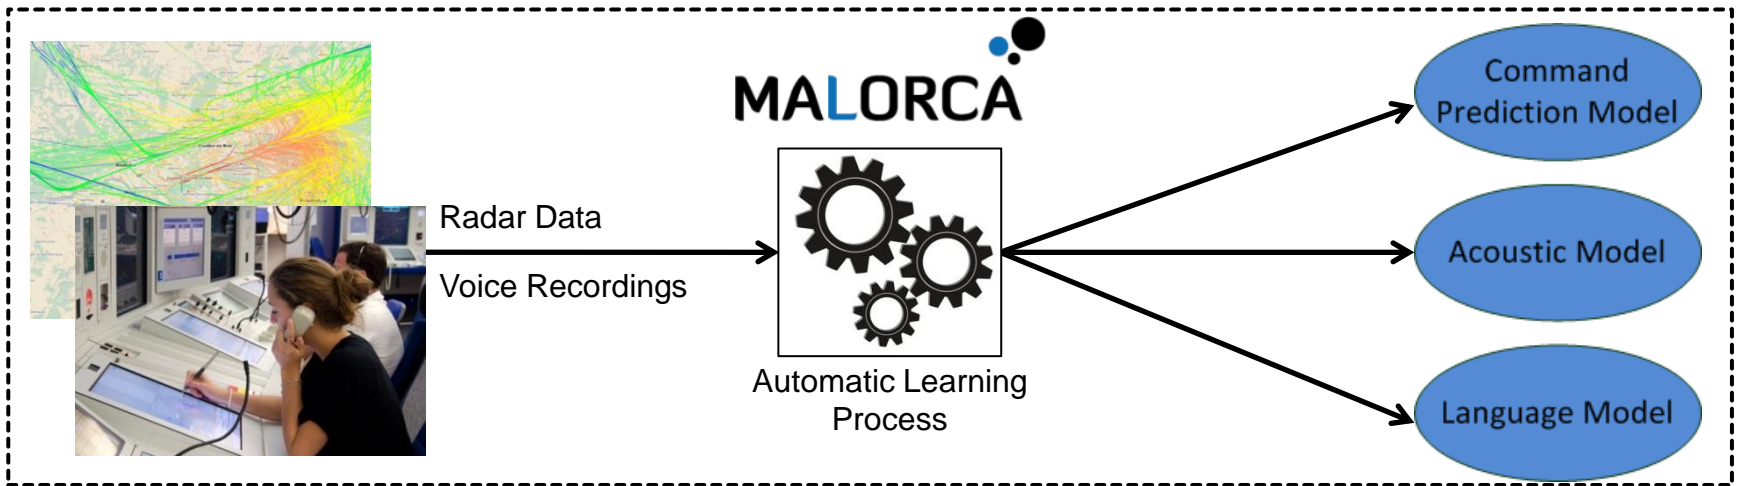 MALORCA
Radar Data
Voice Recordings
Automatic Learning
Process
Command
Prediction Model
Acoustic Model
Language Model